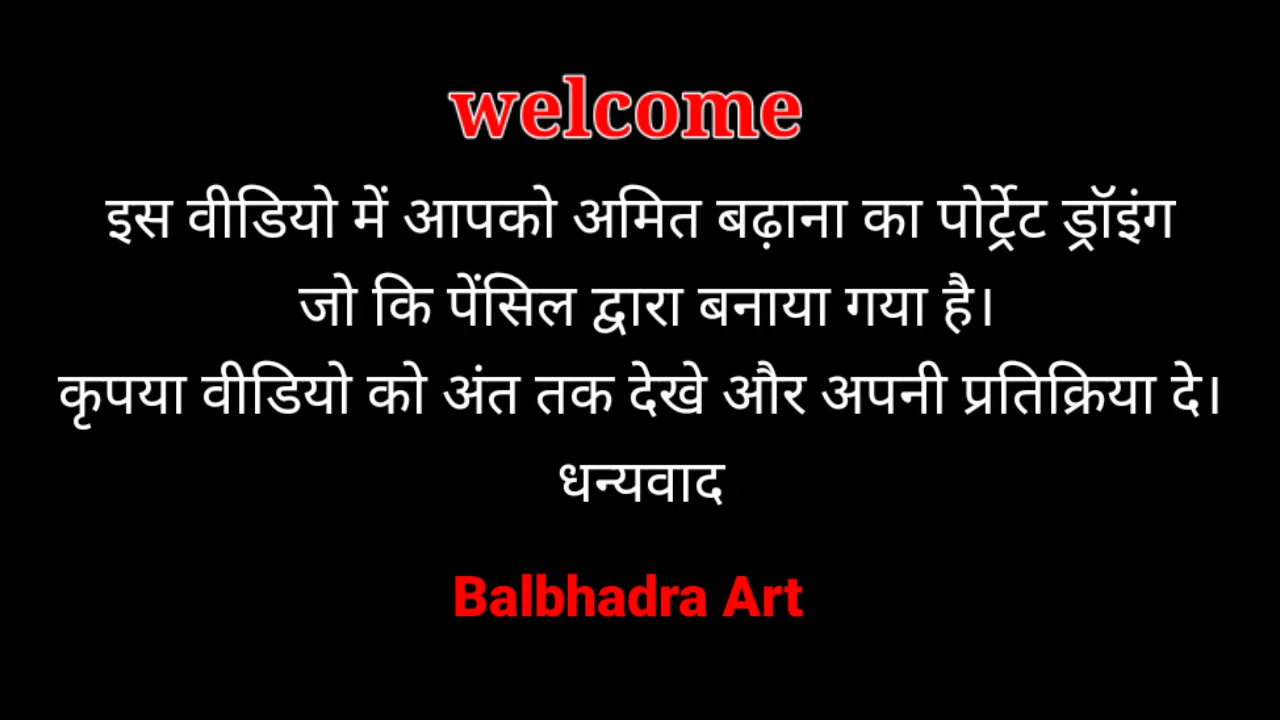 welcome
इस वीडियो में आपको अमित बढ़ाना का पोर्ट्रेट ड्रॉइंग
जो कि पेंसिल द्वारा बनाया गया है।
कृपया वीडियो को अंत तक देखे और अपनी प्रतिक्रिया दे।
धन्यवाद
Balbhadra Art